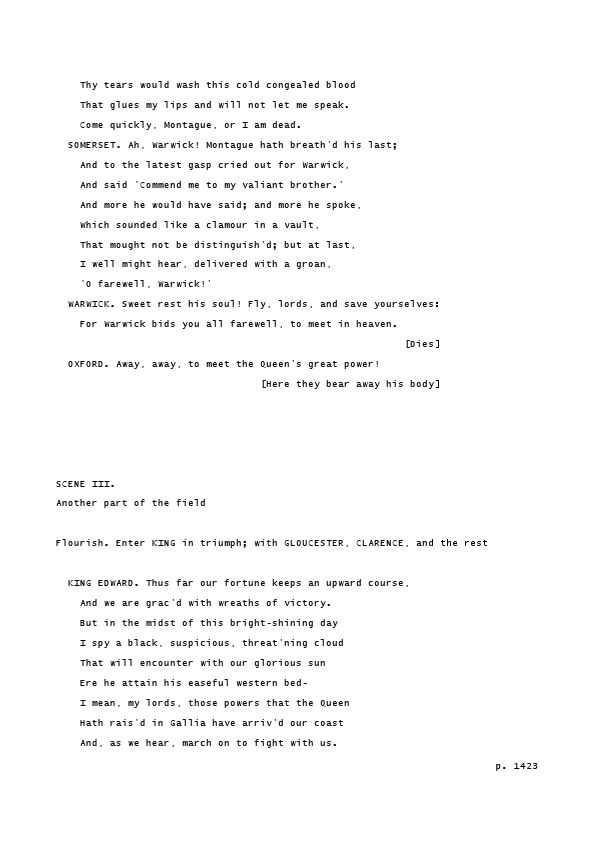 Thy tears would wash this cold congealed blood
That glues my lips and will not let me speak.
Come quickly, Montague, or I am dead.
SOMERSET. Ah, Warwick! Montague hath breath'd his last;
And to the latest gasp cried out for Warwick,
And said 'Commend me to my valiant brother.'
And more he would have said; and more he spoke,
Which sounded like a clamour in a vault,
That mought not be distinguish'd; but at last,
I well might hear, delivered with a groan,
'O farewell, Warwick!'
WARWICK. Sweet rest his soul! Fly, lords, and save yourselves:
For Warwick bids you all farewell, to meet in heaven.
[Dies]
OXFORD. Away, away, to meet the Queen's great power!
[Here they bear away his body]
SCENE III.
Another part of the field
Flourish. Enter KING in triumph; with GLOUCESTER, CLARENCE, and the rest
KING EDWARD. Thus far our fortune keeps an upward course,
And we are grac'd with wreaths of victory.
But in the midst of this bright-shining day
I spy a black, suspicious, threat'ning cloud
That will encounter with our glorious sun
Ere he attain his easeful western bed-
I mean, my lords, those powers that the Queen
Hath rais'd in Gallia have arriv'd our coast
And, as we hear, march on to fight with us.
p. 1423